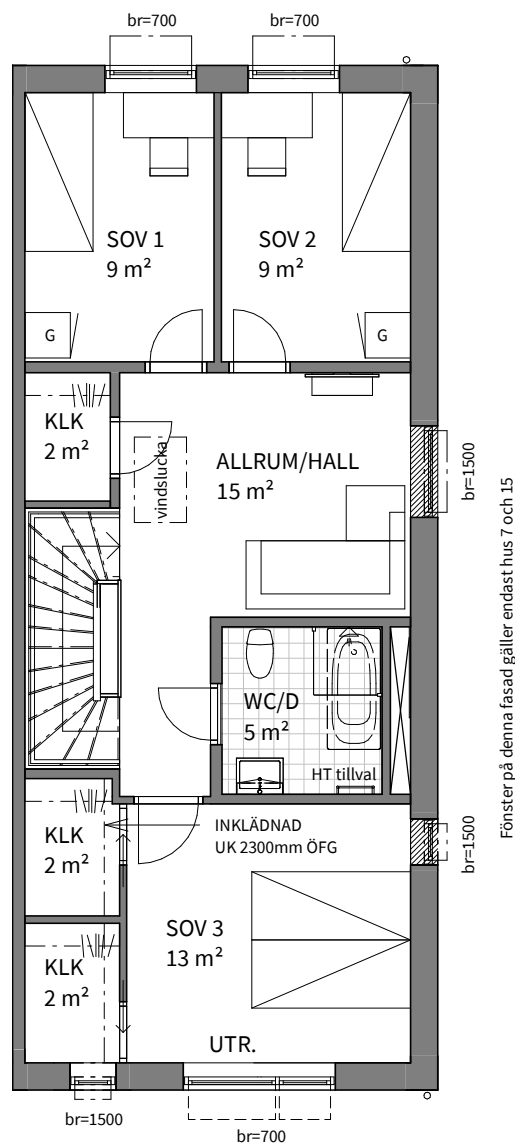 br=700
br=700
SOV 1
9 m²
SOV 2
9 m²
G
G
KLK
2 m²
vindslucka
ALLRUM/HALL
15 m²
br=1500
Fönster på denna fasad gäller endast hus 7 och 15
WC/D
5 m²
HT tillval
INKLÄDNAD
UK 2300mm ÖFG
KLK
2 m²
br=1500
SOV 3
13 m²
KLK
2 m²
UTR.
br=1500
br=700